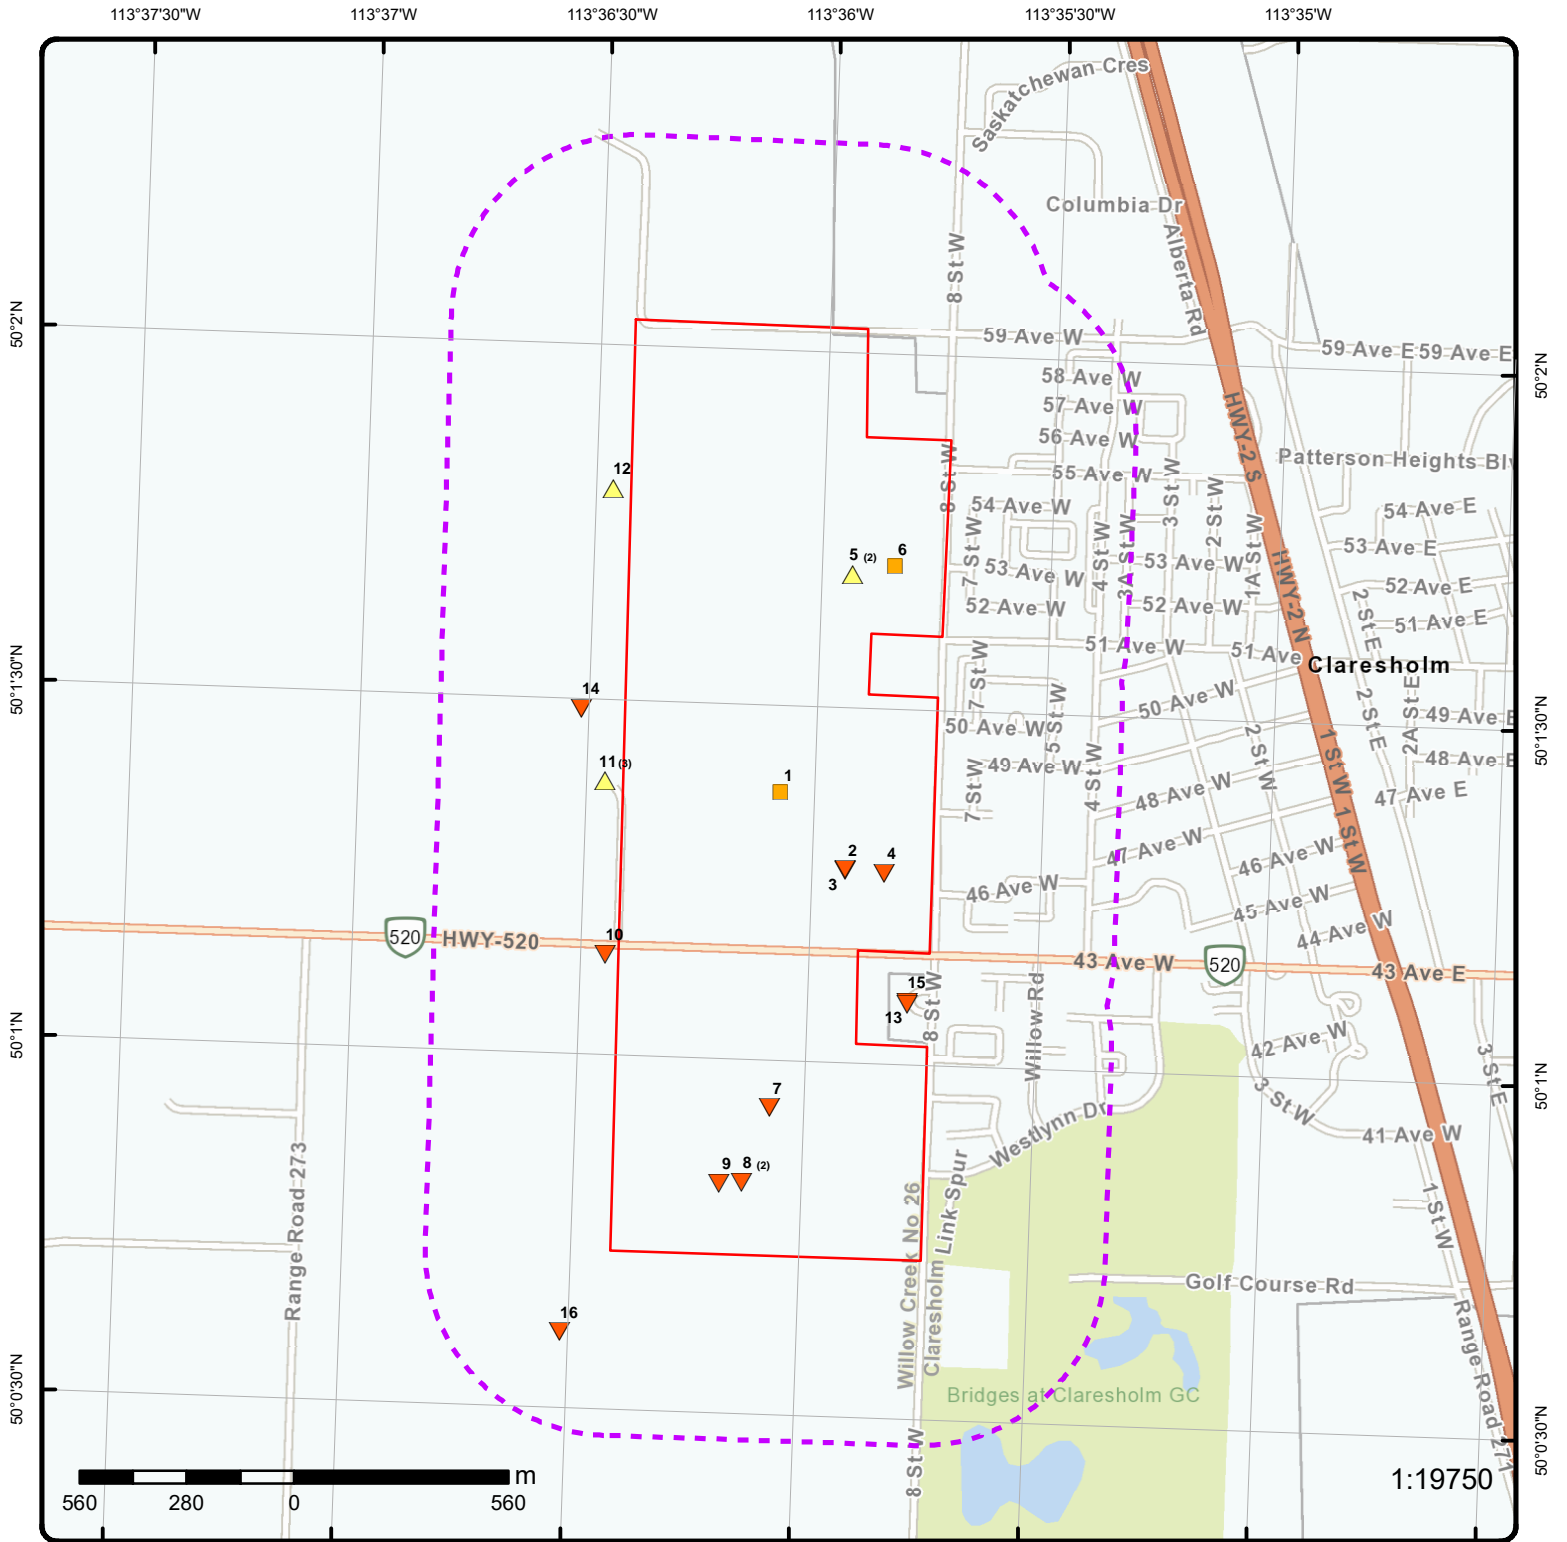 113°37'30"W 113°37'W 113°36'30"W 113°36'W 113°35'30"W 113°35'W
Saskatchewan Cres
Columbia Dr
Alberta Rd
8 St W
50°2'N
59 Ave W
59 Ave E 59 Ave E
58 Ave W
50°2'N
57 Ave W
HWY-2 S
56 Ave W
Patterson Heights Blv
12
8 St W
55 Ave W
3 St W
2 St W
54 Ave W
54 Ave E
5 (2)
6
7 St W
4 St W
3A St W
1A St W
53 Ave W
53 Ave W
53 Ave E
HWY-2 N
52 Ave W
52 Ave W
52 Ave E
2 St E
51 Ave E
51 Ave W
51 Ave
Claresholm
50°1'30"N
14
7 St W
5 St W
50 Ave W
2 St E
2A St E
49 Ave E
50 Ave W
50°1'30"N
11 (3)
1
49 Ave W
2 St W
1 St W
48 Ave E
7 St W
4 St W
48 Ave W
47 Ave E
1 St W
2
3
4
47 Ave W
46 Ave W
46 Ave W
45 Ave W
44 Ave W
520
HWY-520
10
43 Ave W
520
43 Ave E
15
13
8 St W
Willow Rd
50°1'N
42 Ave W
3 St E
50°1'N
7
3 St W
Westlynn Dr
41 Ave W
9
8 (2)
Range Road 273
Willow Creek No 26
Claresholm Link Spur
1 St W
Golf Course Rd
16
Range Road 271
50°0'30"N
Bridges at Claresholm GC
50°0'30"N
8 St W
m
1:19750
560 280 0 560